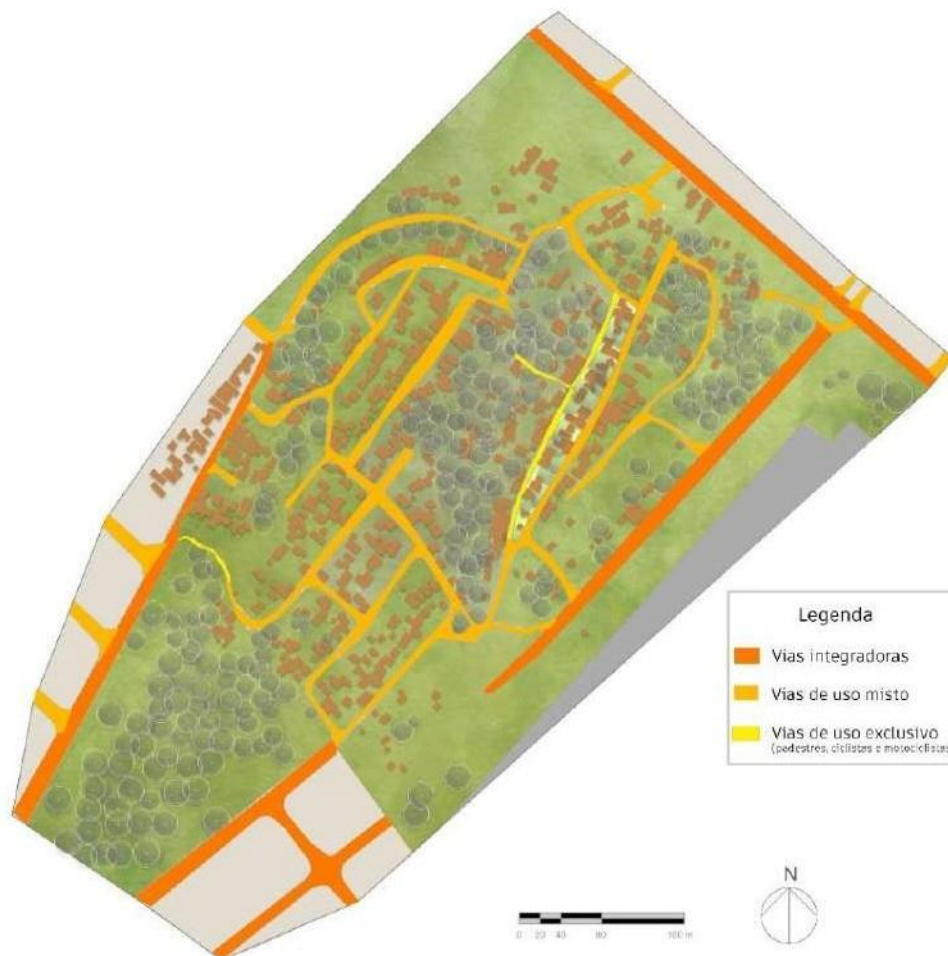 Legenda
Vias integradoras
Vias de uso misto
Vias de uso exclusivo
(pedestres, ciclistas e motociclistas
N
0 20 40 80 160 m